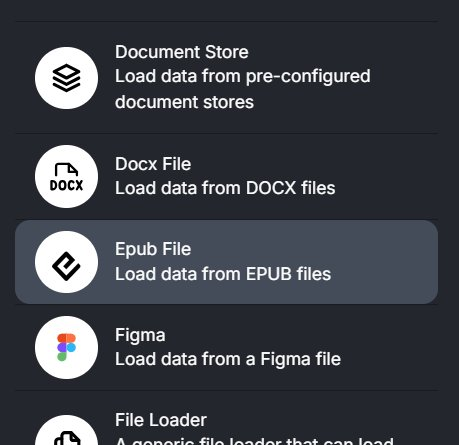 Document Store
Load data from pre-configured
document stores
Docx File
DOCX
Load data from DOCX files
Epub File
Load data from EPUB files
Figma
Load data from a Figma file
File Loader
A generic file loader that can load